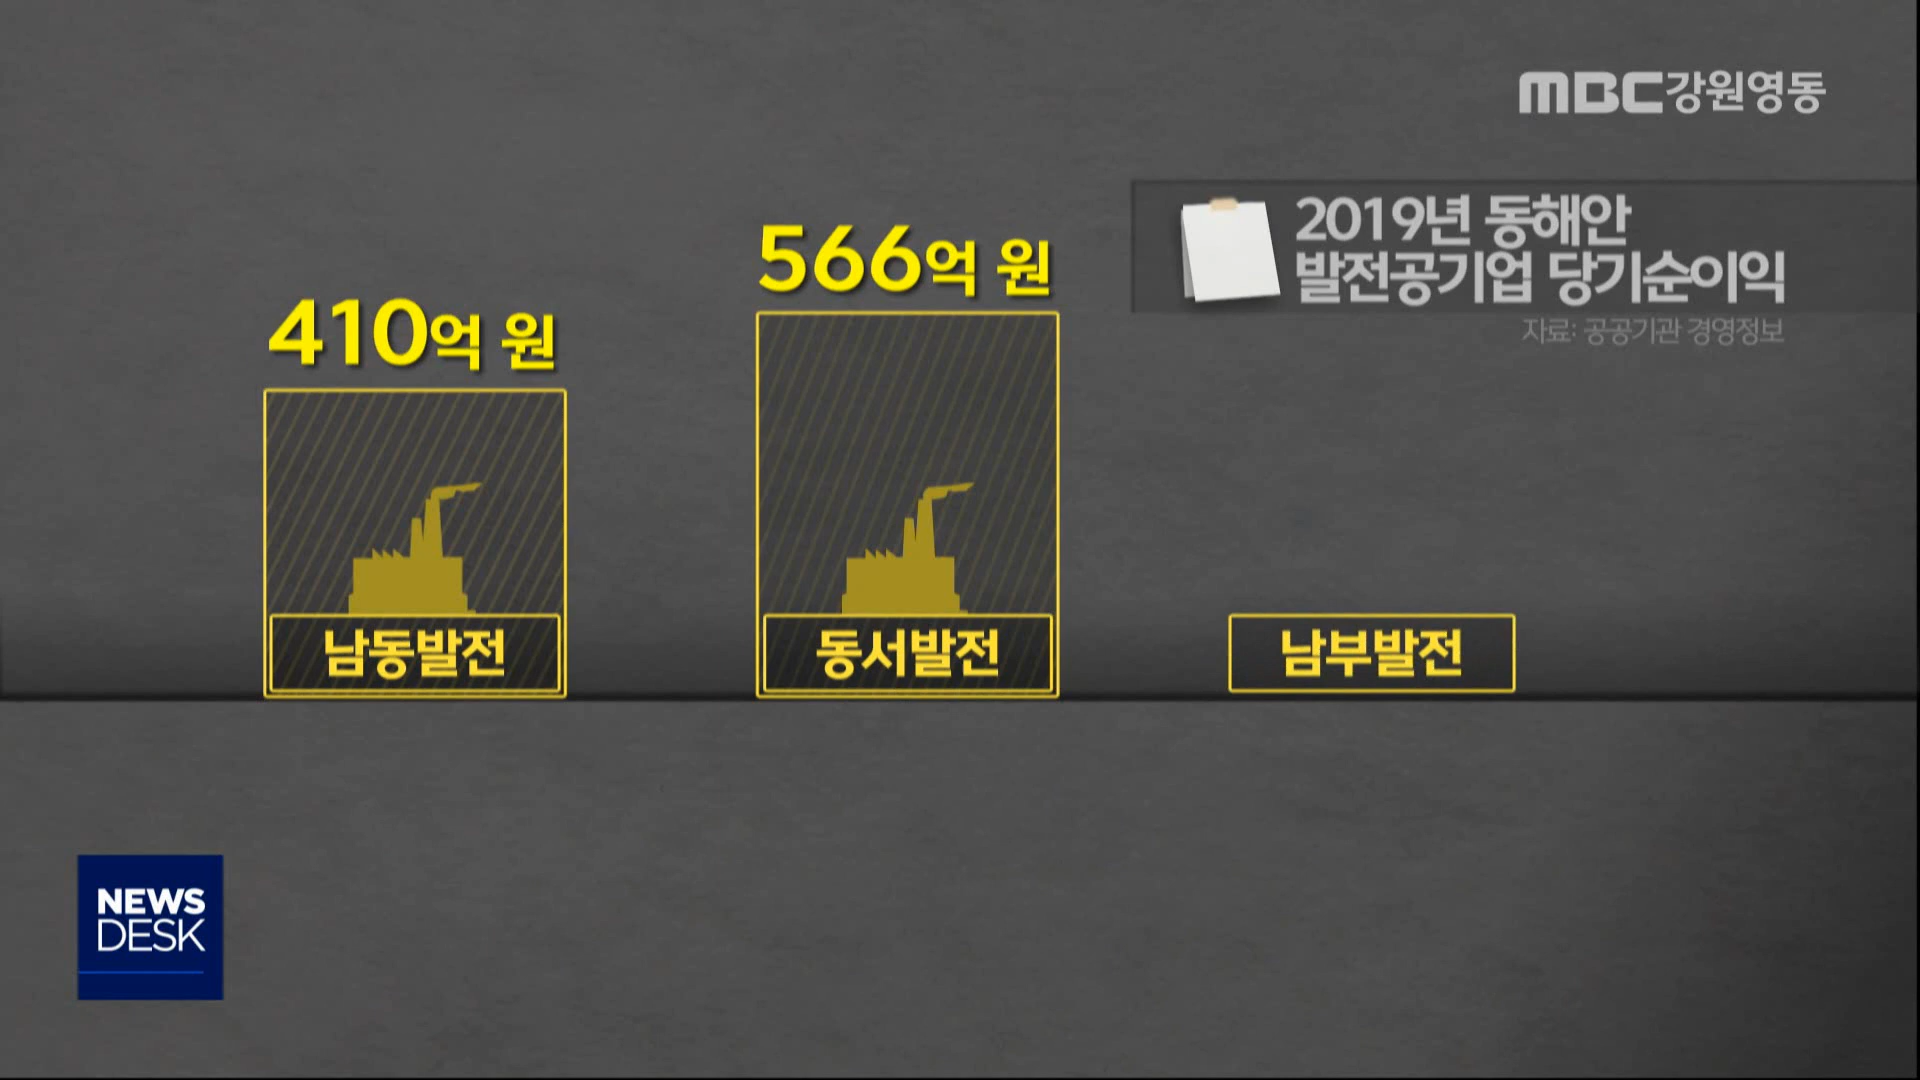 MBC강원영동
2019년 동해안
발전공기업 당기순이익
자료: 공공기관 경영정보
410억 원
566억 원
남동발전
동서발전
남부발전
NEWS
DESK